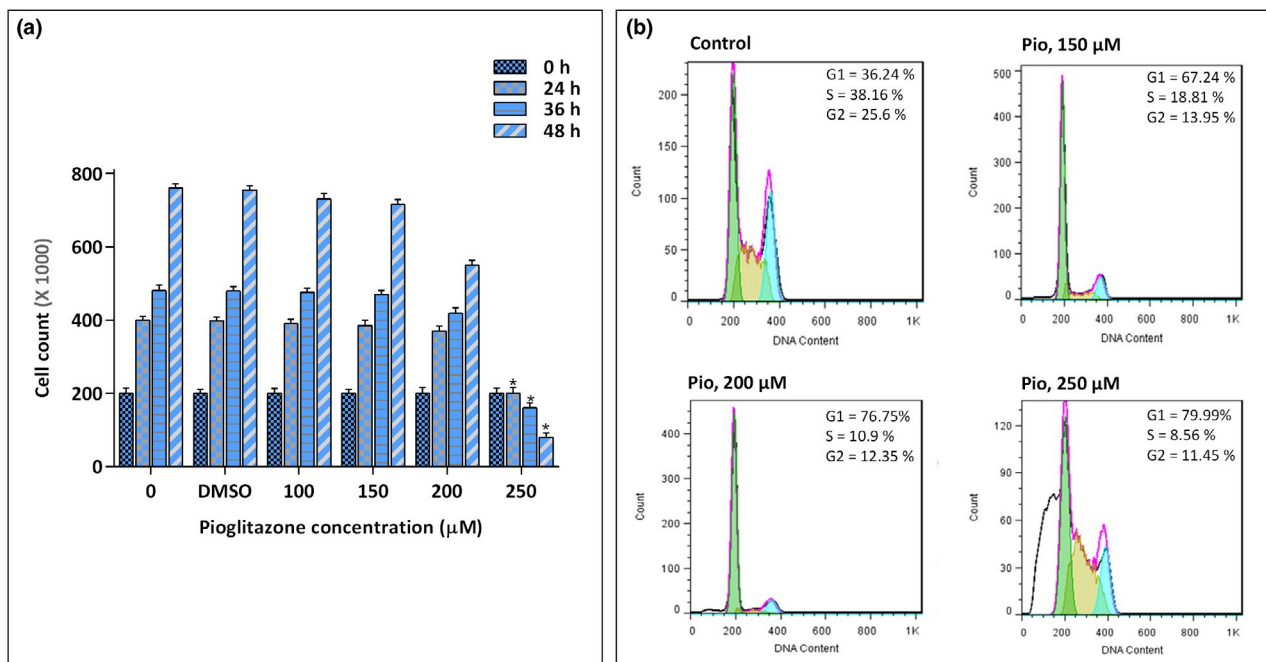 (a)
0 h
24 h
36 h
48 h
Cell count (X 1000)
800
600
400
200
0
* * *
0 DMSO 100 150 200 250
Pioglitazone concentration (μM)
(b)
Control
G1 = 36.24 %
S = 38.16 %
G2 = 25.6 %
Count
200
150
100
50
0
0 200 400 600 800 1K
DNA Content
Pio, 150 μM
G1 = 67.24 %
S = 18.81 %
G2 = 13.95 %
Count
500
400
300
200
100
0
0 200 400 600 800 1K
DNA Content
Pio, 200 μM
G1 = 76.75%
S = 10.9 %
G2 = 12.35 %
Count
400
300
200
100
0
0 200 400 600 800 1K
DNA Content
Pio, 250 μM
G1 = 79.99%
S = 8.56 %
G2 = 11.45 %
Count
120
90
60
30
0
0 200 400 600 800 1K
DNA Content